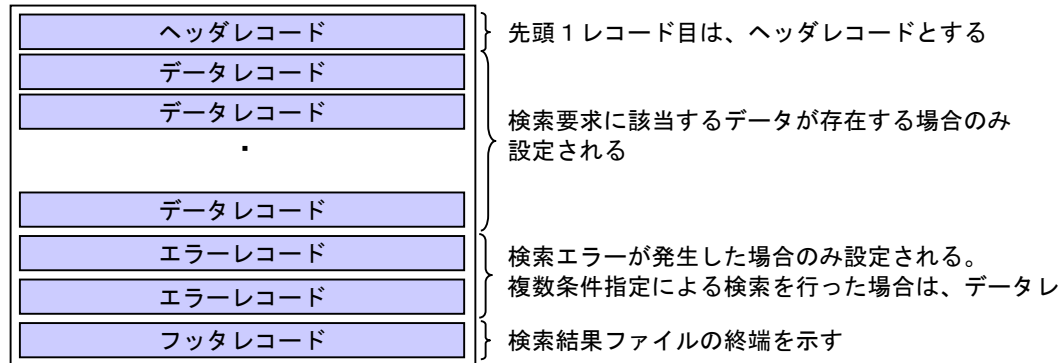 ヘッダレコード
先頭１レコード目は、ヘッダレコードとする
データレコード
データレコード
検索要求に該当するデータが存在する場合のみ
設定される
・
データレコード
エラーレコード
検索エラーが発生した場合のみ設定される。
複数条件指定による検索を行った場合は、データレ
エラーレコード
フッタレコード
検索結果ファイルの終端を示す